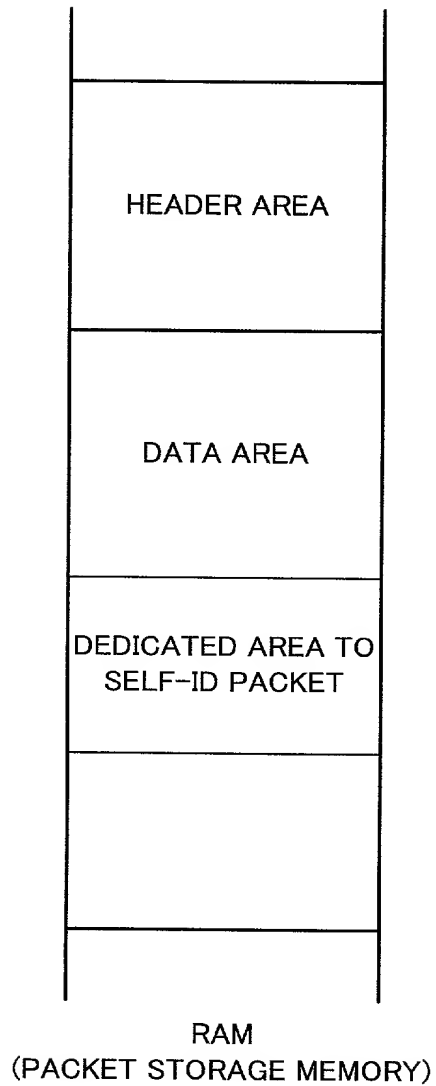 HEADER AREA
DATA AREA
DEDICATED AREA TO
SELF-ID PACKET
RAM
(PACKET STORAGE MEMORY)